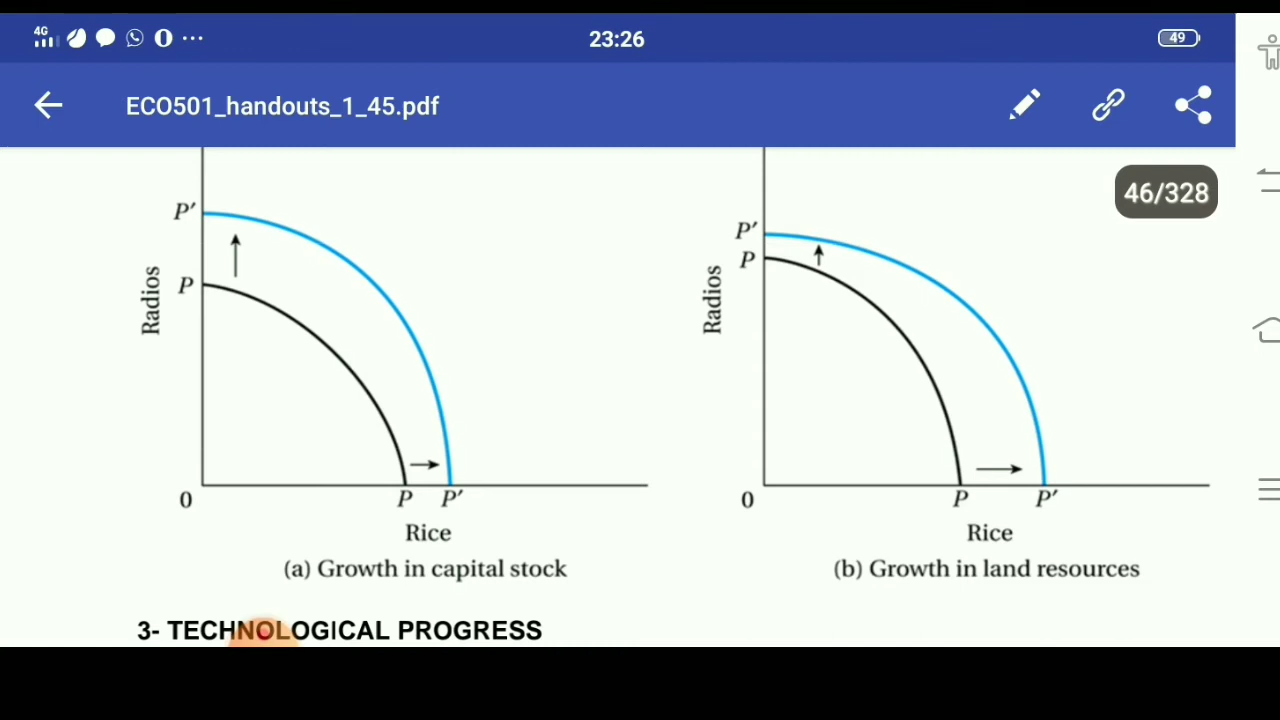 4G
23:26
49
ECO501_handouts_1_45.pdf
46/328
P′
P
Radios
0
P P′
Rice
(a) Growth in capital stock
P′
P
Radios
0
P P′
Rice
(b) Growth in land resources
3- TECHNOLOGICAL PROGRESS